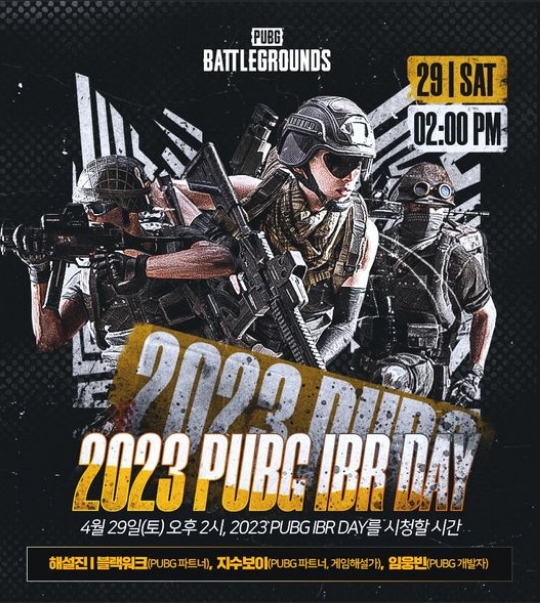 PUBG
BATTLEGROUNDS
29 | SAT
02:00 PM
2023 PUBG
2023 PUBG IBR DAY
4월 29일(토) 오후 2시, 2023 PUBG IBR DAY를 시청할 시간
해설진 | 블랙워크(PUBG 파트너), 지수보이(PUBG 파트너, 게임해설가), 임웅빈(PUBG 개발자)